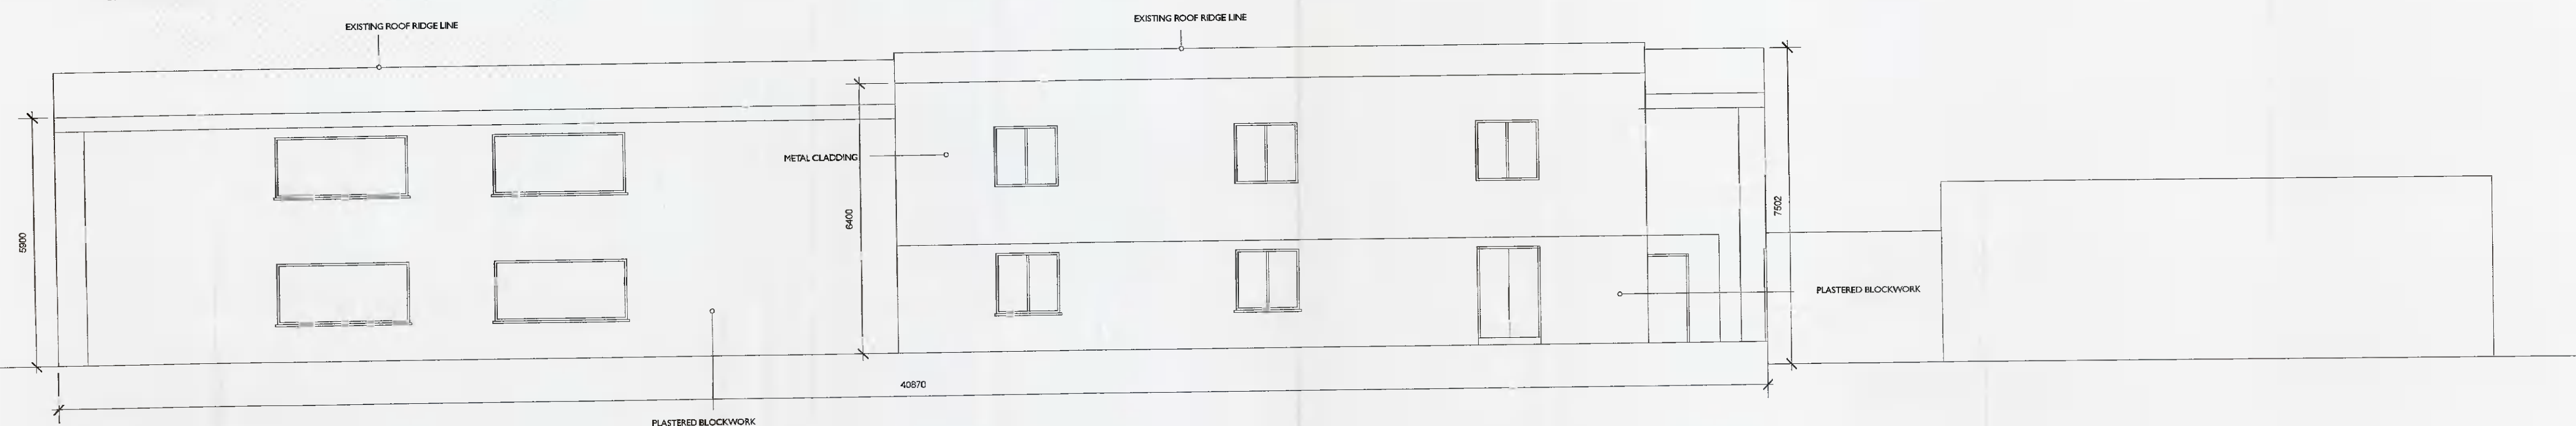 EXISTING ROOF RIDGE LINE
EXISTING ROOF RIDGE LINE
METAL CLADDING
5900
6400
7502
PLASTERED BLOCKWORK
40870
PLASTERED BLOCKWORK